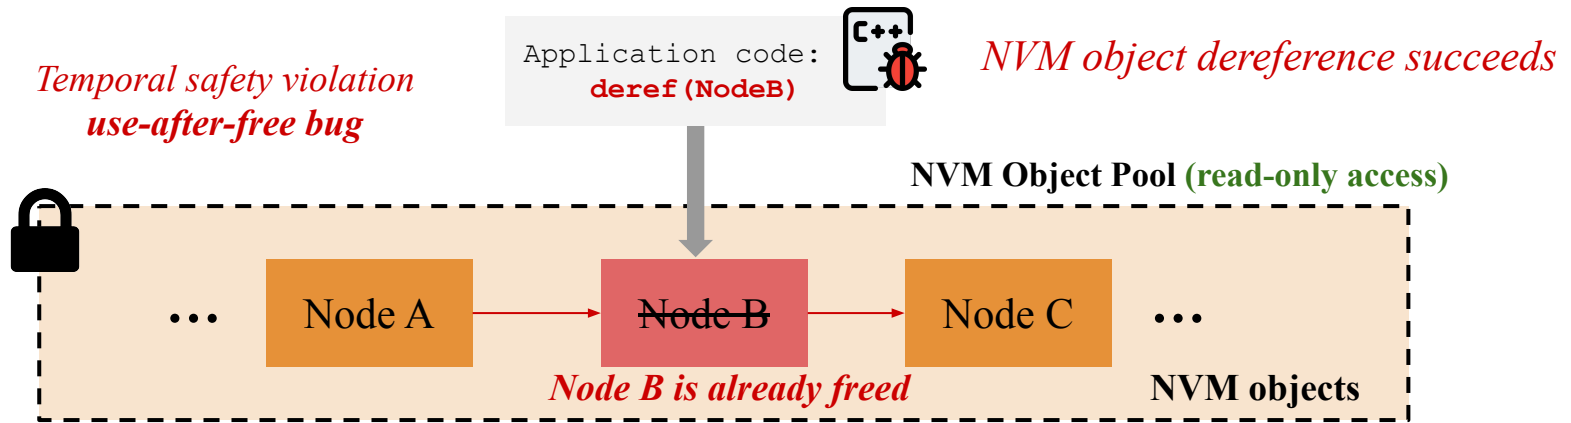 Temporal safety violation
use-after-free bug
Application code:
deref(NodeB)
C++
NVM object dereference succeeds
NVM Object Pool (read-only access)
... Node A Node B Node C ...
Node B is already freed
NVM objects